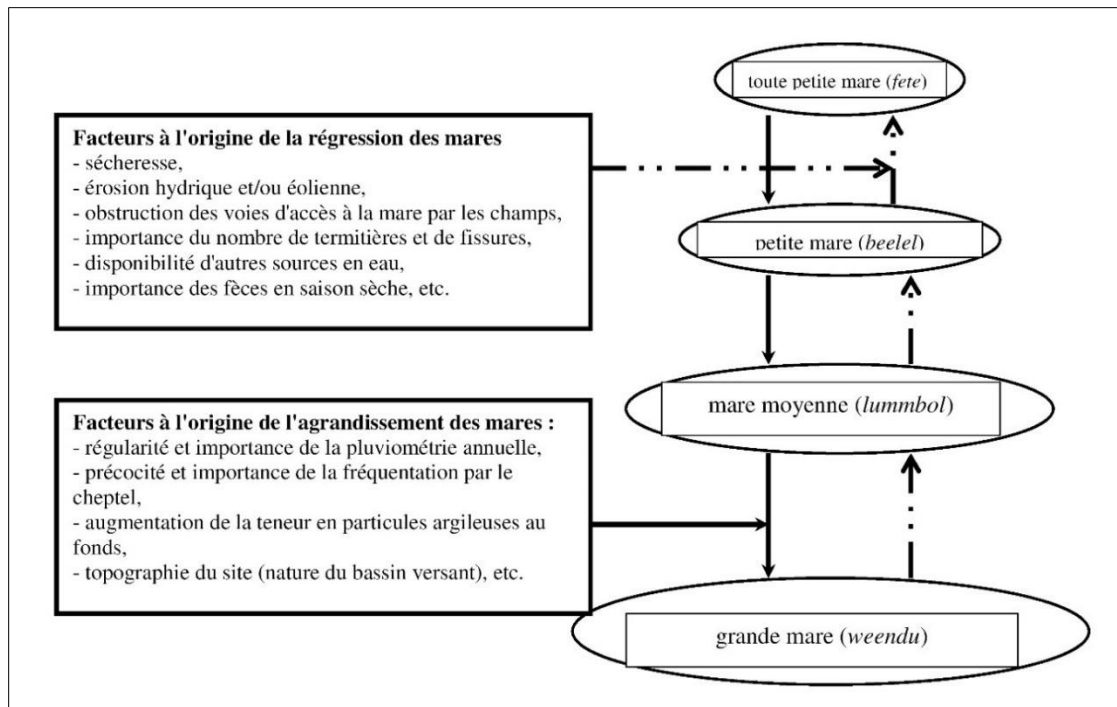 toute petite mare (fete)
Facteurs à l'origine de la régression des mares
- sécheresse,
- érosion hydrique et/ou éolienne,
- obstruction des voies d'accès à la mare par les champs,
- importance du nombre de termitières et de fissures,
- disponibilité d'autres sources en eau,
- importance des fèces en saison sèche, etc.
petite mare (beelel)
mare moyenne (lummbol)
Facteurs à l'origine de l'agrandissement des mares :
- régularité et importance de la pluviométrie annuelle,
- précocité et importance de la fréquentation par le
cheptel,
- augmentation de la teneur en particules argileuses au
fonds,
- topographie du site (nature du bassin versant), etc.
grande mare (weendu)